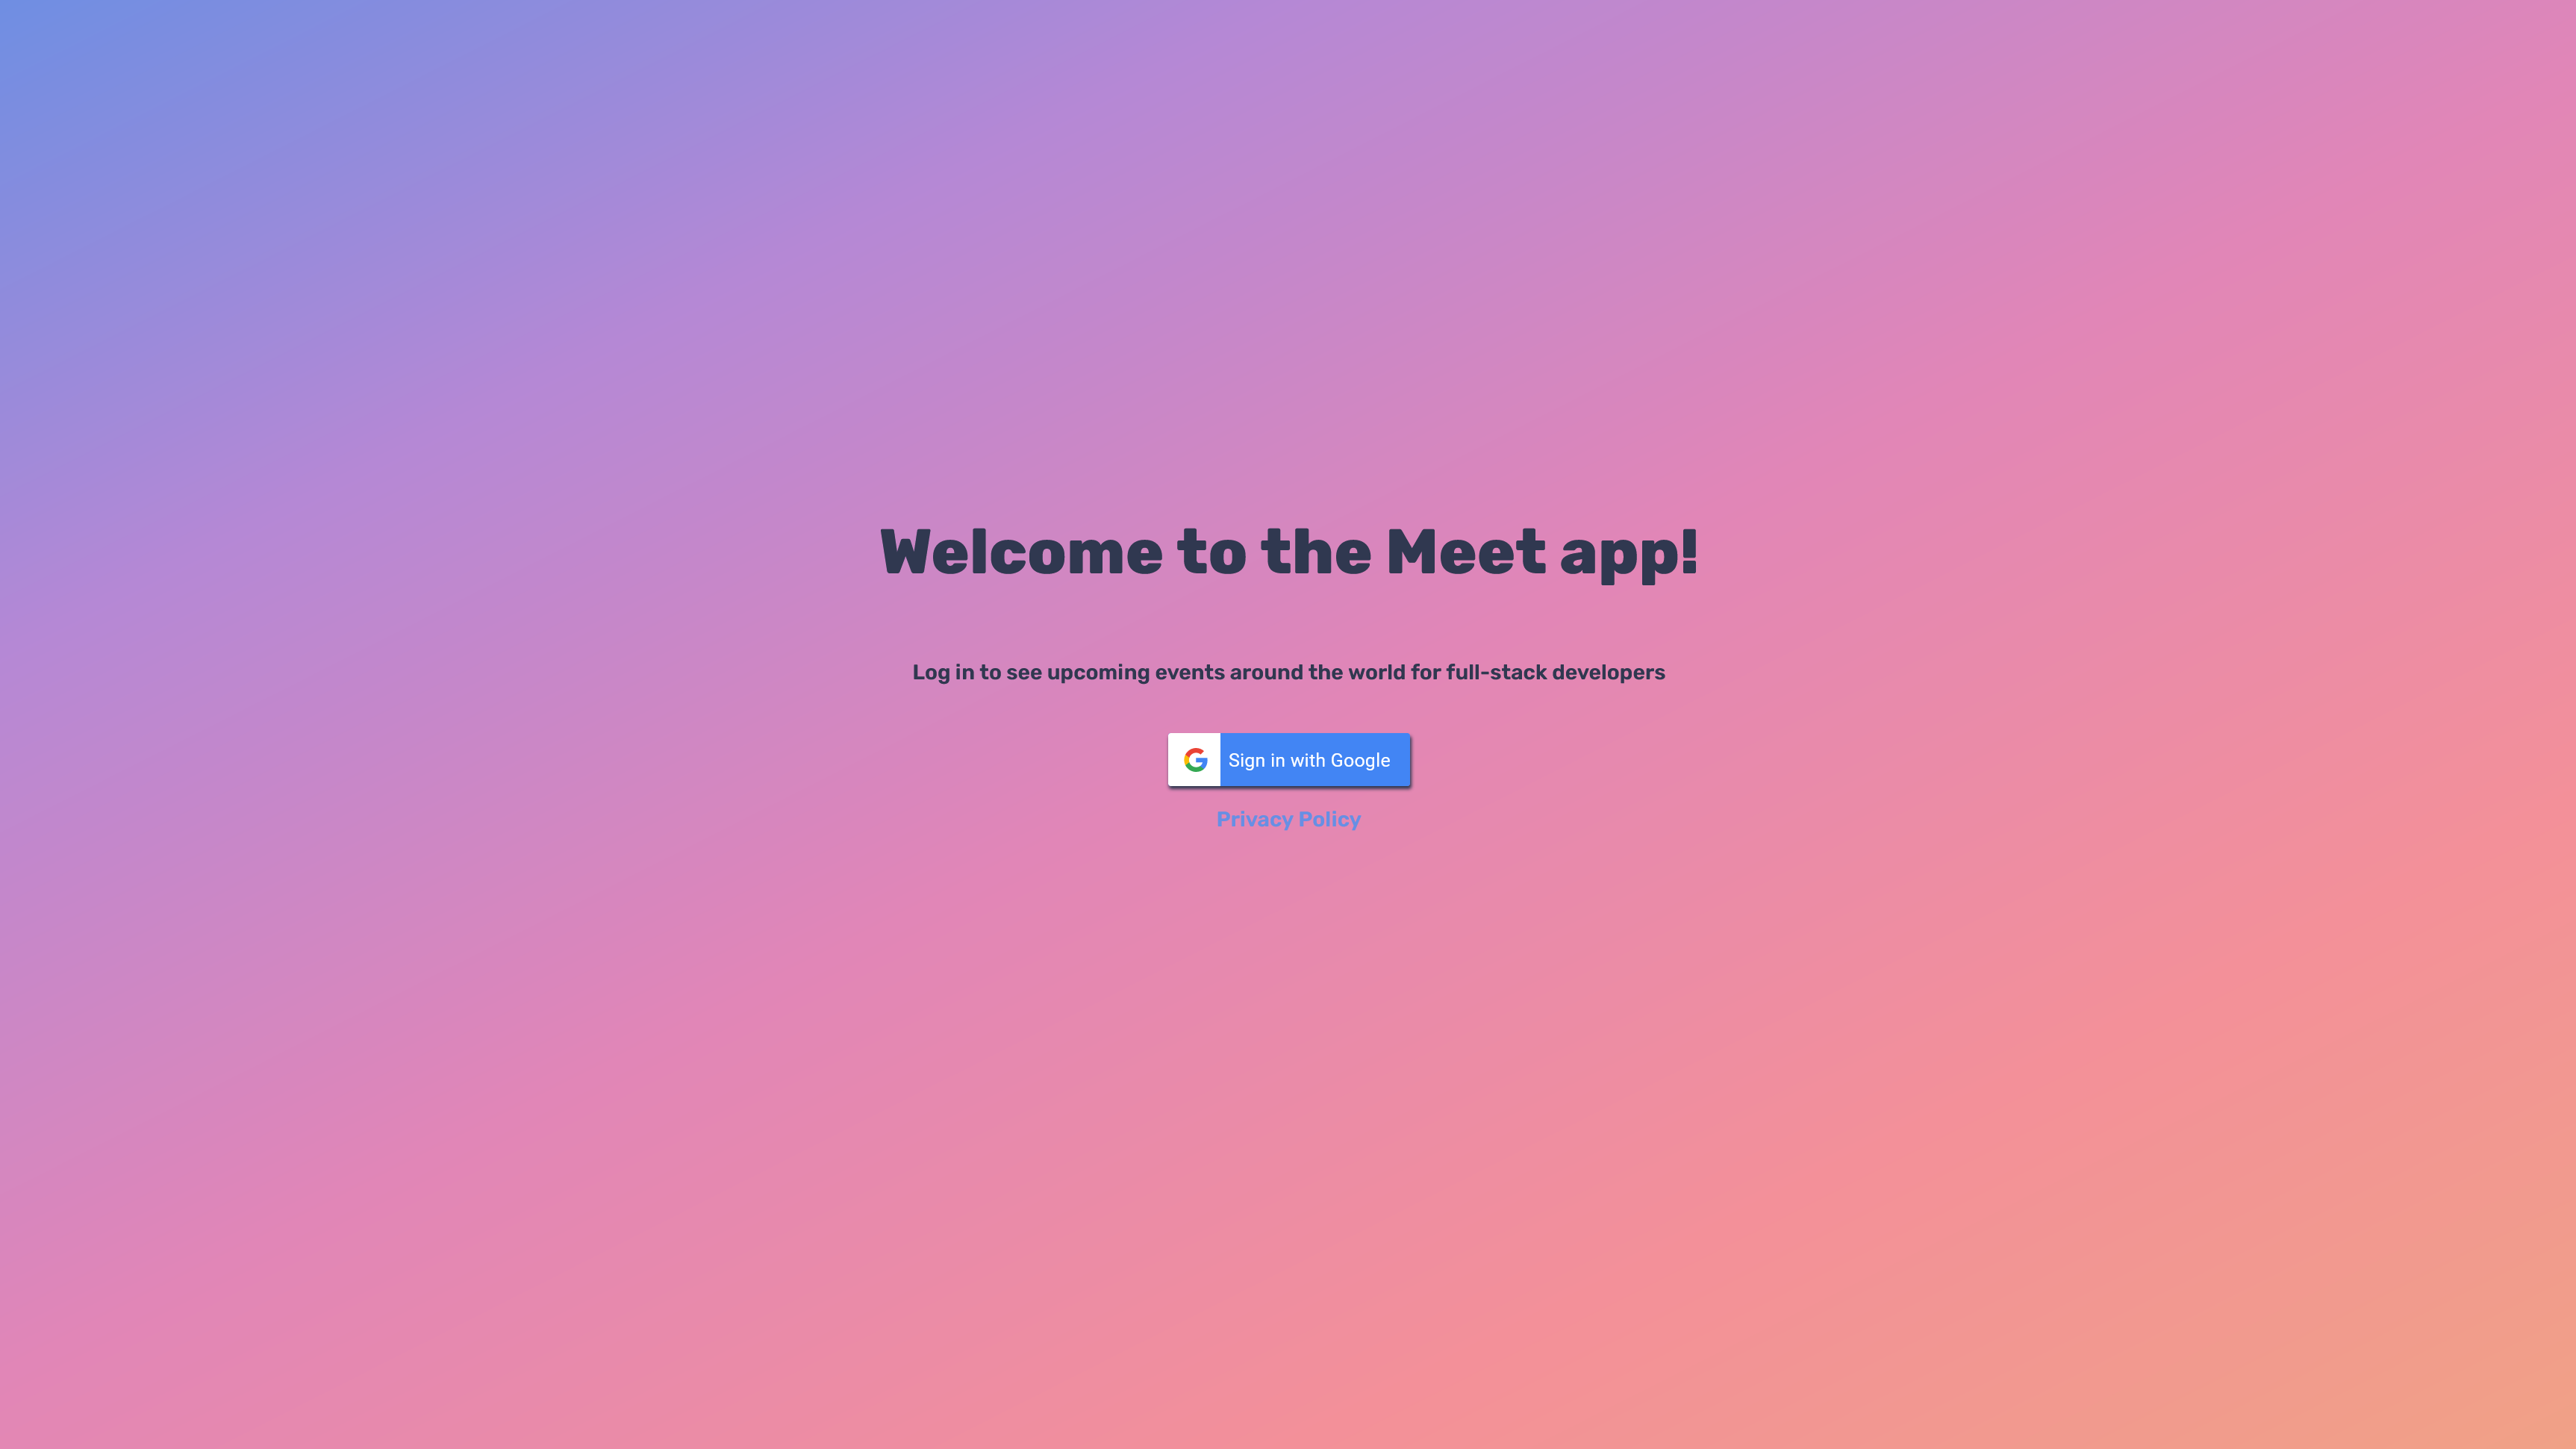 Welcome to the Meet app!
Log in to see upcoming events around the world for full-stack developers
Sign in with Google
Privacy Policy